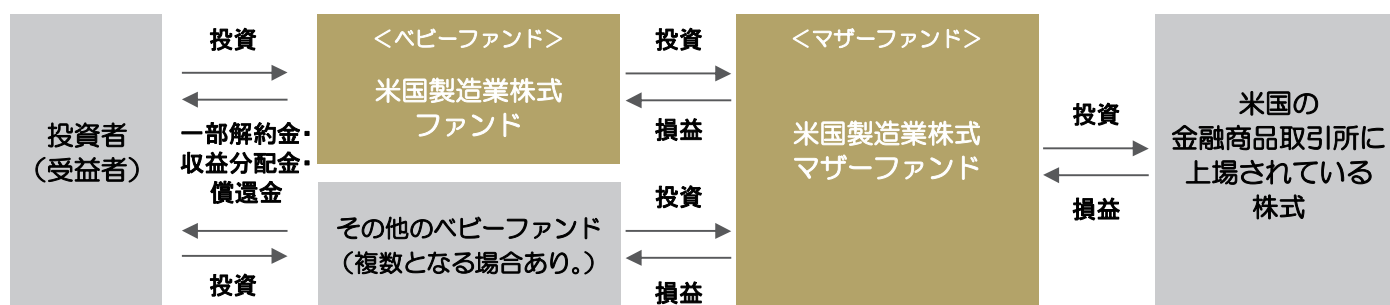 投資者
（受益者）
投資
一部解約金・
収益分配金・
償還金
投資
＜ベビーファンド＞
米国製造業株式
ファンド
その他のベビーファンド
（複数となる場合あり。）
投資
損益
投資
損益
＜マザーファンド＞
米国製造業株式
マザーファンド
投資
損益
米国の
金融商品取引所に
上場されている
株式